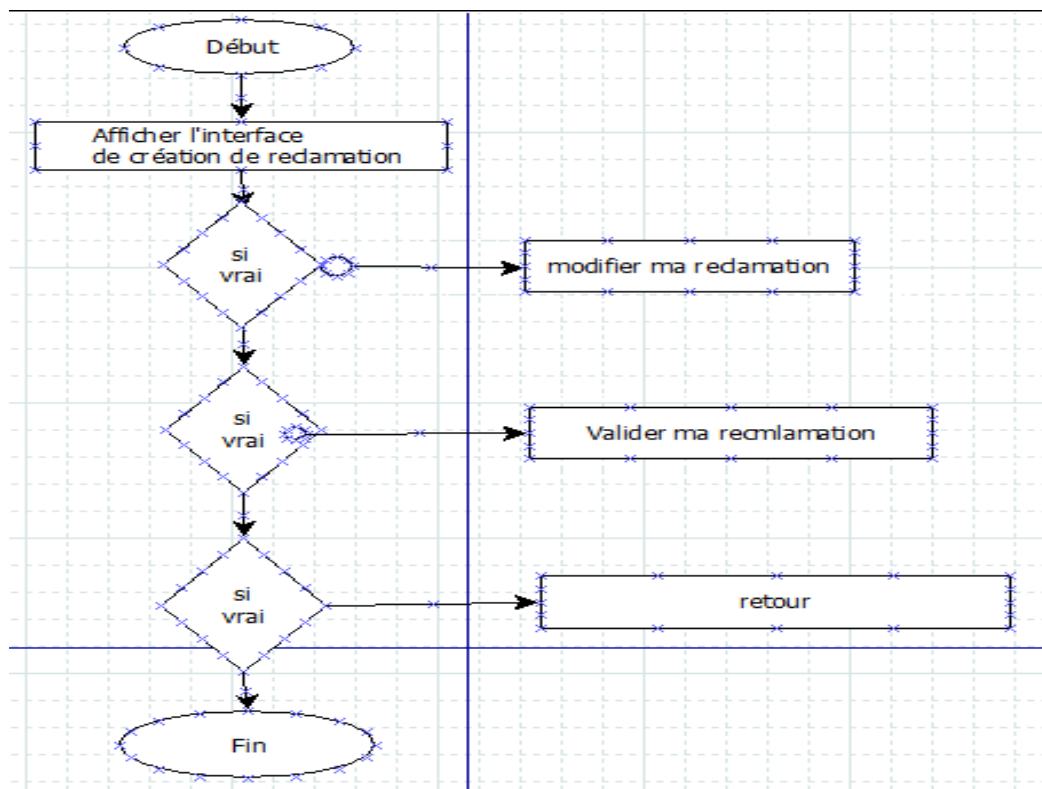 Début
Afficher l'interface
de création de reclamation
si
vrai
modifier ma reclamation
si
vrai
Valider ma recmlamation
si
vrai
retour
Fin